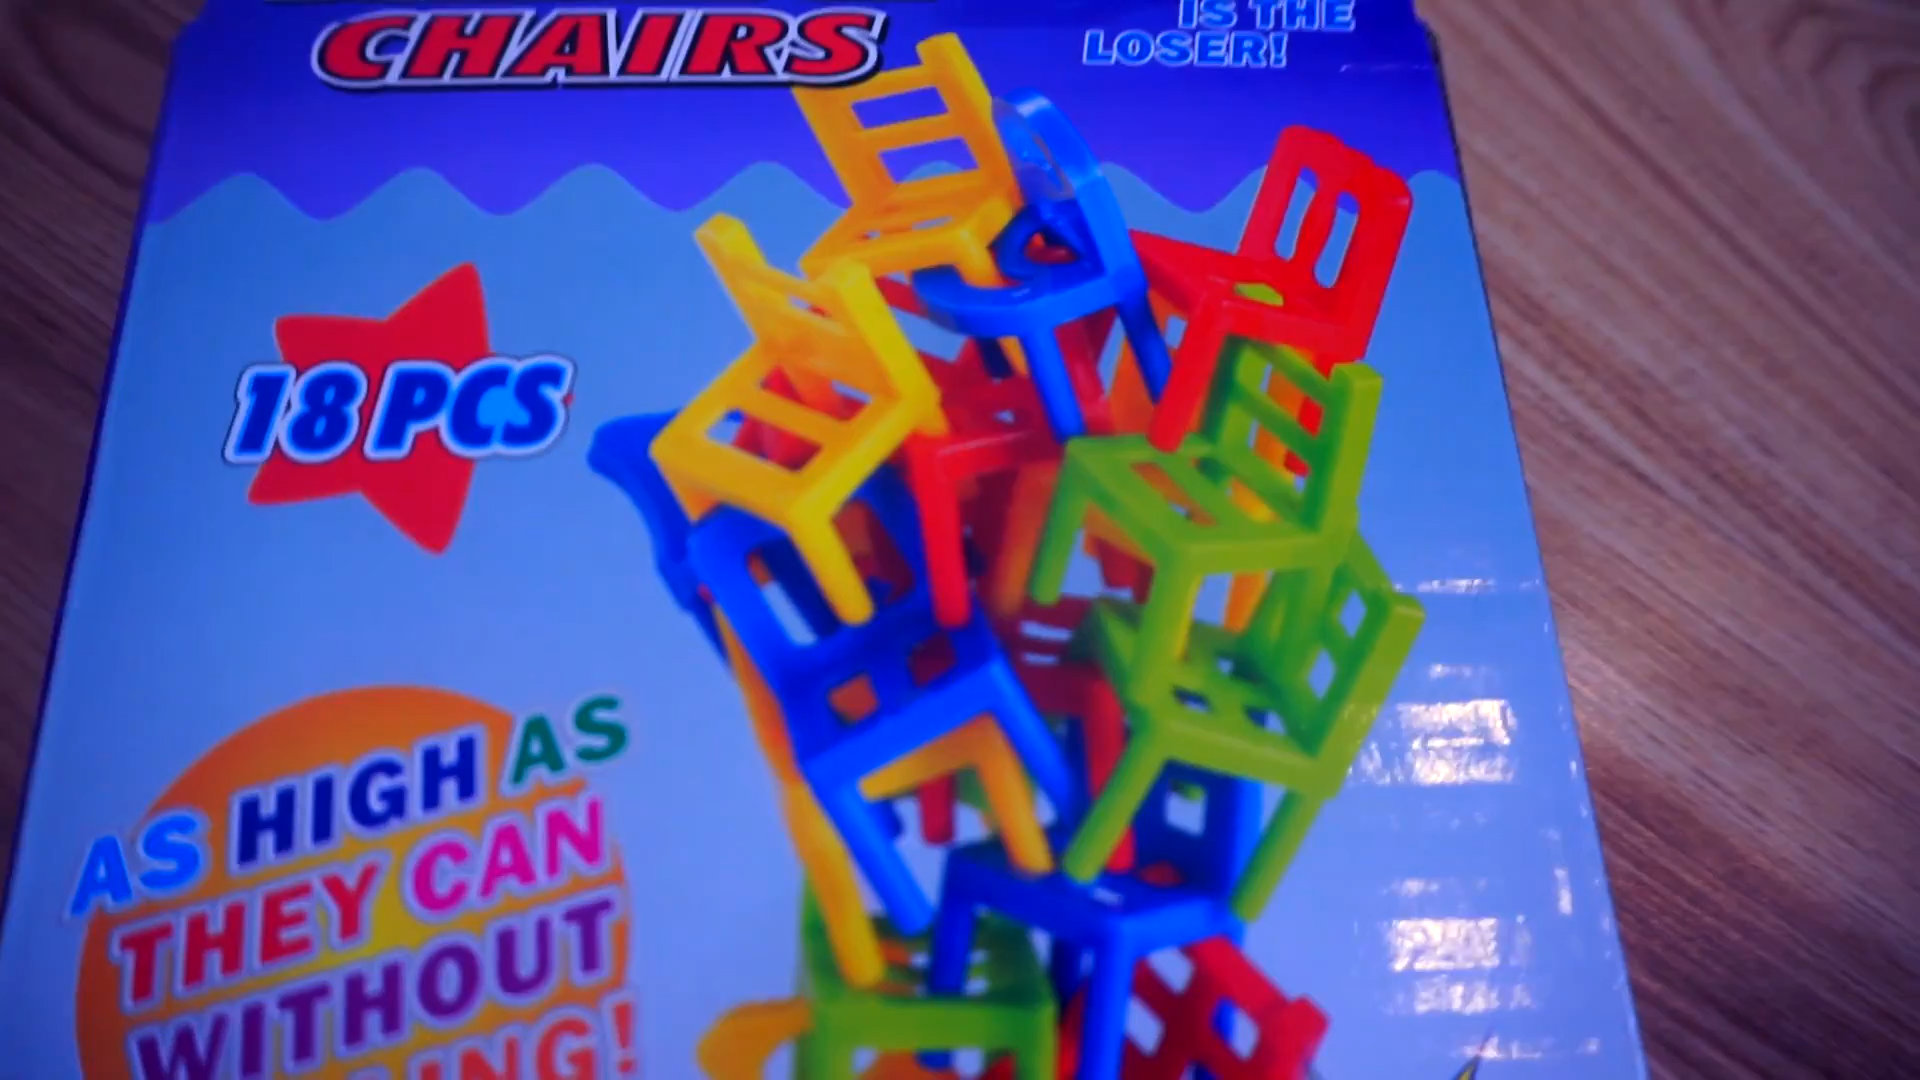 CHAIRS
IS THE
LOSER!
18 PCS
AS HIGH AS
THEY CAN
WITHOUT